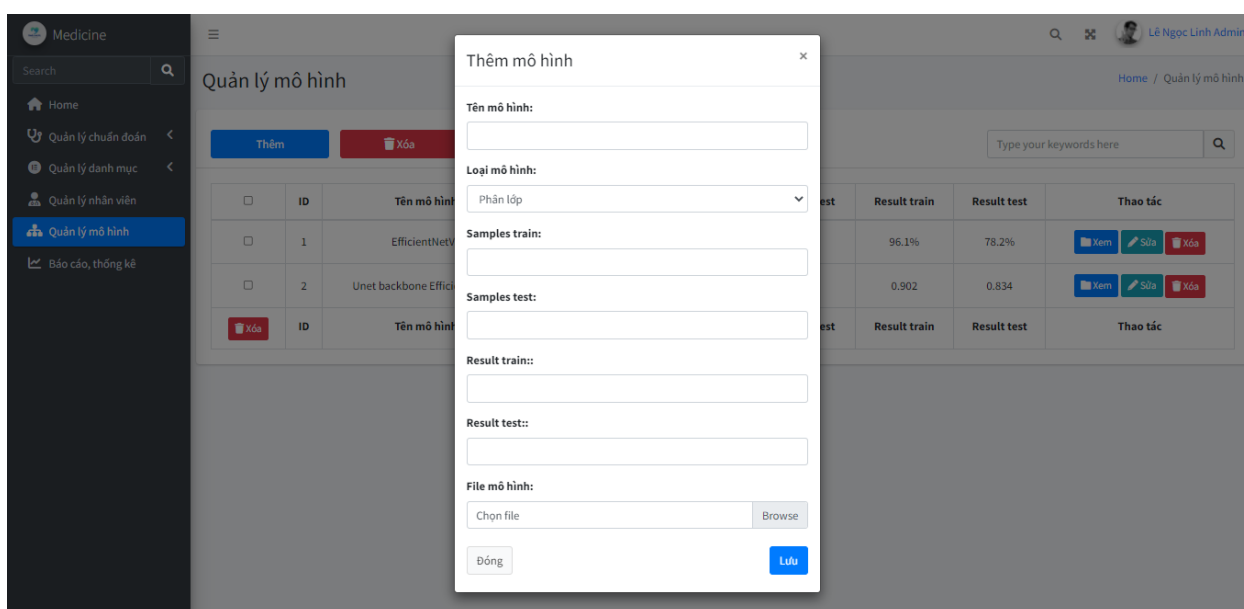 Medicine
Lê Ngọc Linh Admin
Search
Quản lý mô hình
Home / Quản lý mô hình
Home
Quản lý chuẩn đoán
Quản lý danh mục
Quản lý nhân viên
Quản lý mô hình
Báo cáo, thống kê
Thêm
Xóa
Type your keywords here
ID Tên mô hình Result train Result test Thao tác
1 96.1% 78.2% Xem Sửa Xóa
2 Unet backbone 0.902 0.834 Xem Sửa Xóa
Xóa ID Tên mô hình Result train Result test Thao tác
Thêm mô hình
×
Tên mô hình:
Loại mô hình:
Phân lớp
Samples train:
Samples test:
Result train::
Result test::
File mô hình:
Chọn file Browse
Đóng Lưu